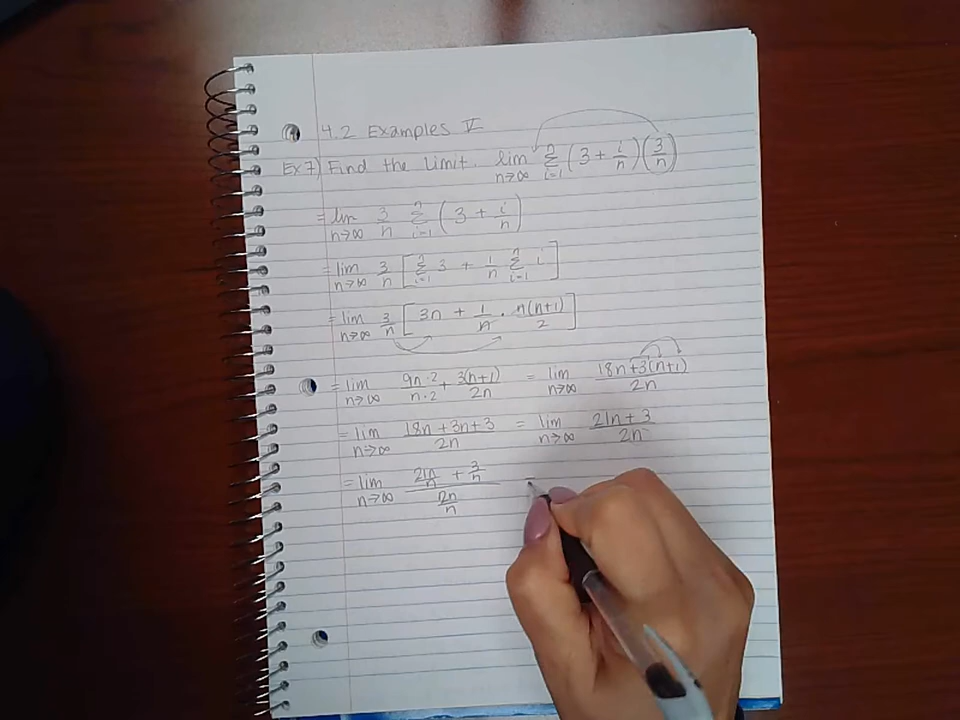 4.2 Examples V
Ex 7) Find the limit. lim n→∞ Σ i=1 n (3 + i/n)(3/n)
= lim n→∞ 3/n Σ i=1 n (3 + i/n)
= lim n→∞ 3/n [Σ i=1 n 3 + 1/n Σ i=1 n i]
= lim n→∞ 3/n [3n + 1/n · n(n+1)/2]
= lim n→∞ 9n·2/n·2 + 3(n+1)/2n = lim n→∞ 18n+3(n+1)/2n
= lim n→∞ 18n+3n+3/2n = lim n→∞ 21n+3/2n
= lim n→∞ (21n/n + 3/n)/(2n/n)